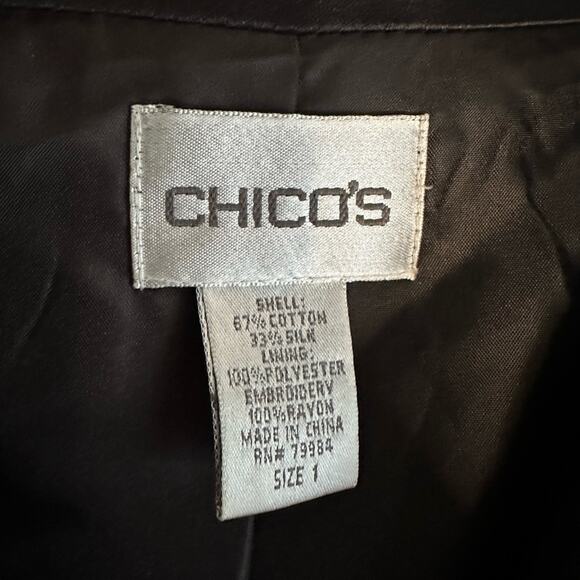 CHICO'S
SHELL:
67% COTTON
33% SILK
LINING:
100% POLYESTER
EMBROIDERY
100% RAYON
MADE IN CHINA
RN# 79984
SIZE 1